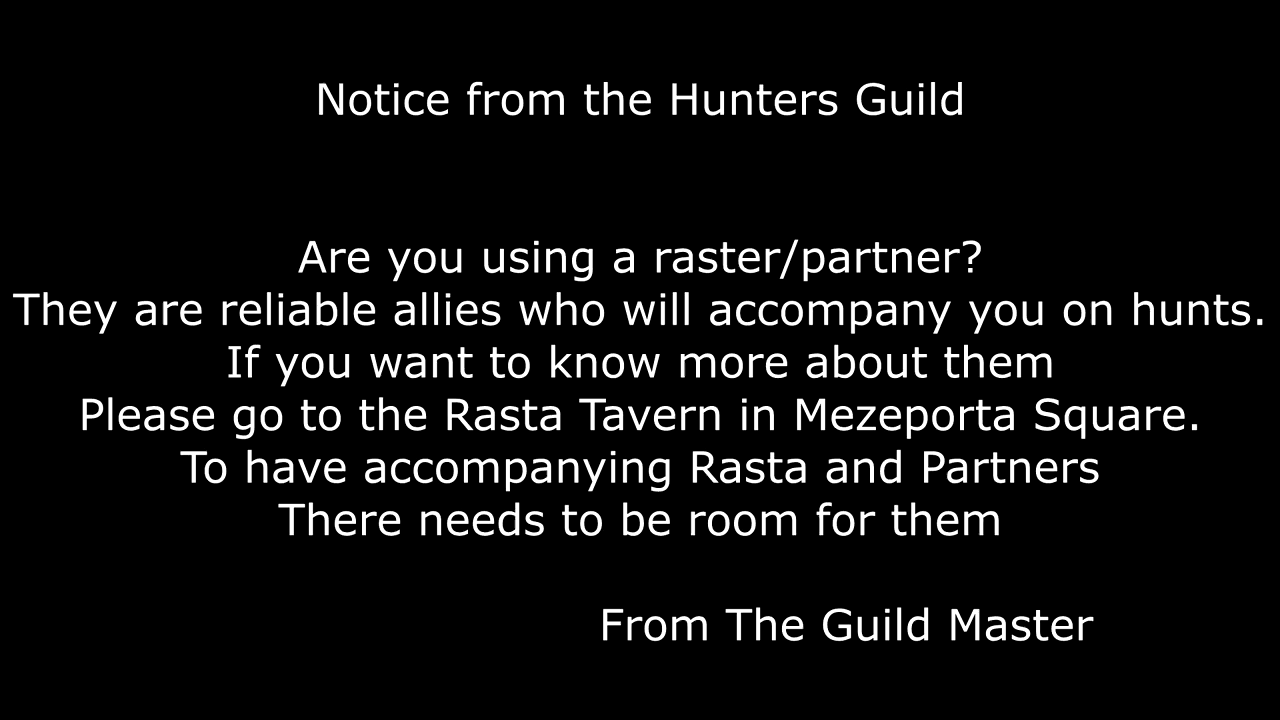 Notice from the Hunters Guild
Are you using a raster/partner?
They are reliable allies who will accompany you on hunts.
If you want to know more about them
Please go to the Rasta Tavern in Mezeporta Square.
To have accompanying Rasta and Partners
There needs to be room for them
From The Guild Master